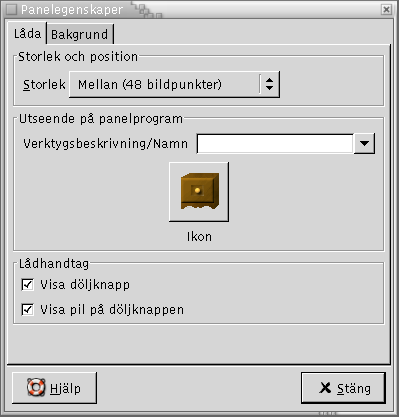 Panelegenskaper
Låda Bakgrund
Storlek och position
Storlek Mellan (48 bildpunkter)
Utseende på panelprogram
Verktygsbeskrivning/Namn
Ikon
Lådhandtag
Visa döljknapp
Visa pil på döljknappen
Hjälp Stäng